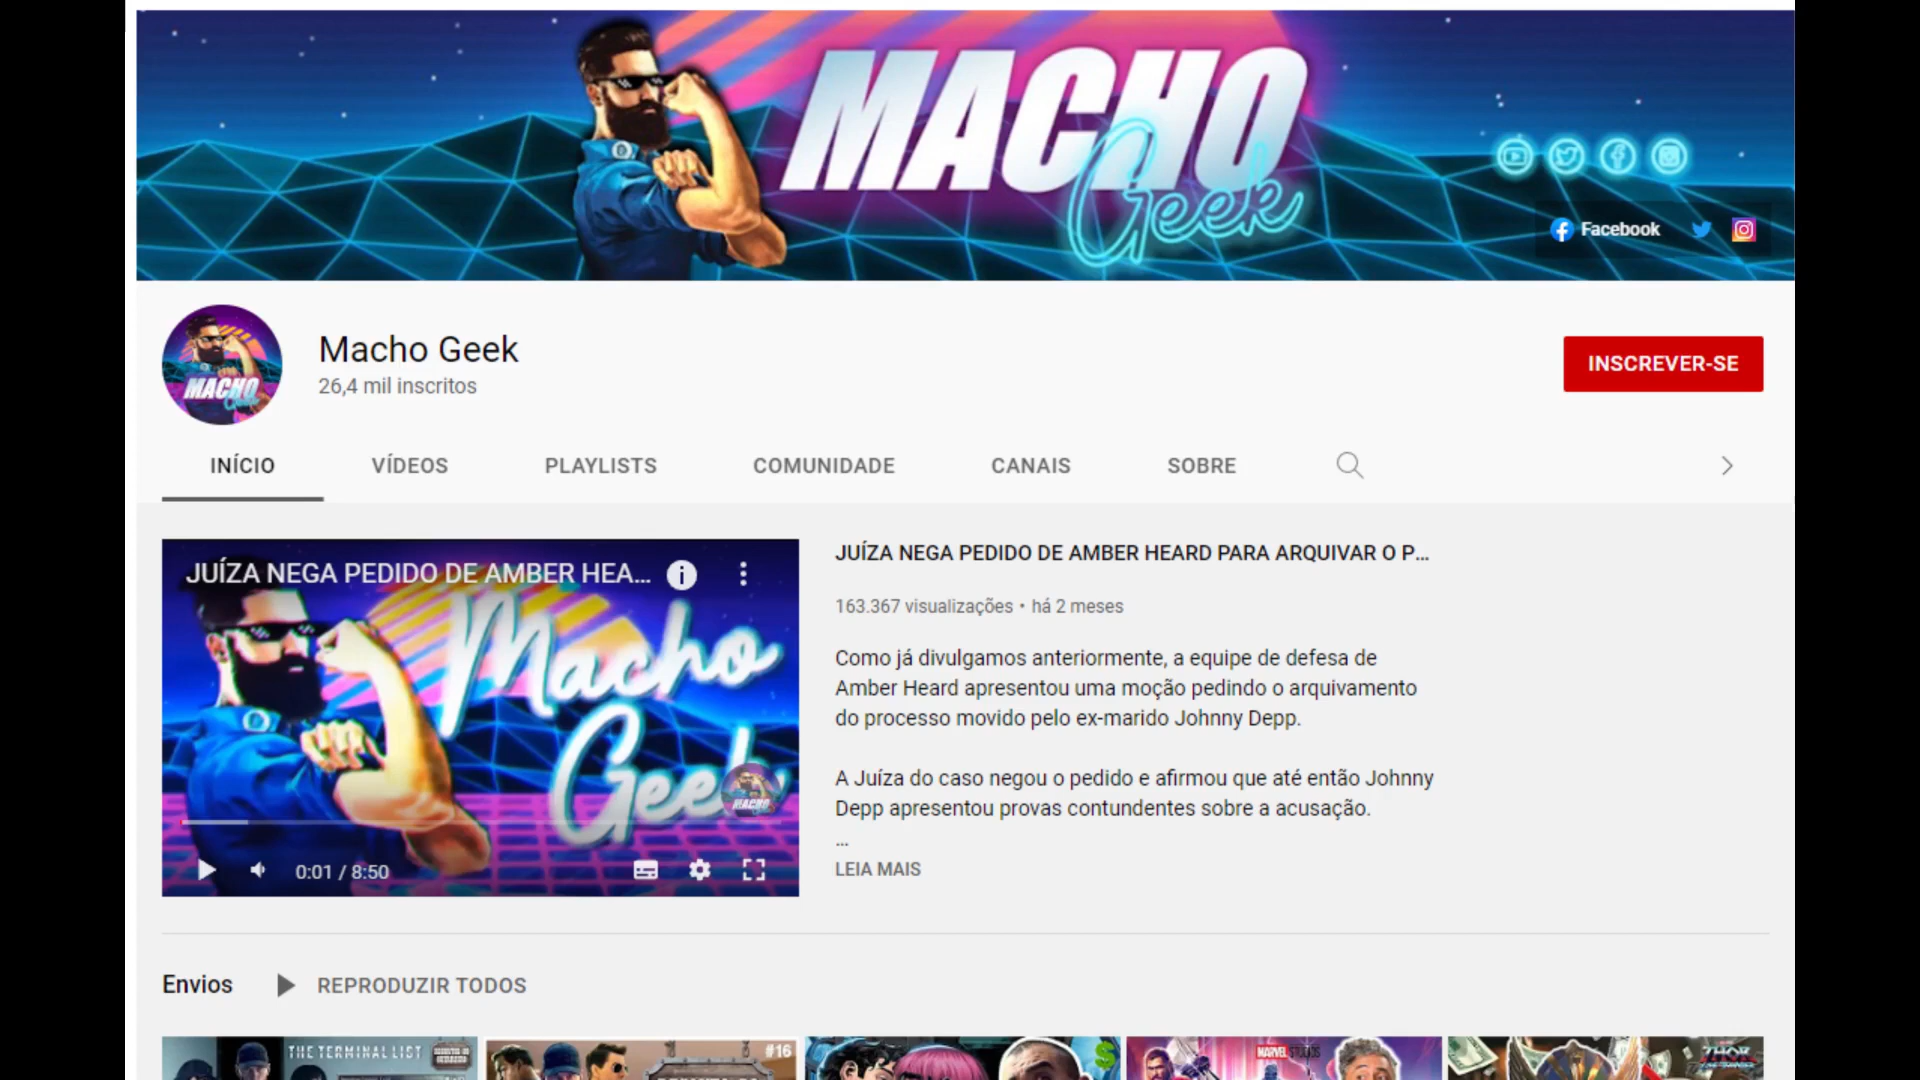 MACHO
Geek
Facebook
MACHO
Geek
Macho Geek
26,4 mil inscritos
INSCREVER-SE
INÍCIO VÍDEOS PLAYLISTS COMUNIDADE CANAIS SOBRE
JUÍZA NEGA PEDIDO DE AMBER HEA...
Macho
Geek
MACHO
0:01 / 8:50
JUÍZA NEGA PEDIDO DE AMBER HEARD PARA ARQUIVAR O P...
163.367 visualizações • há 2 meses
Como já divulgamos anteriormente, a equipe de defesa de
Amber Heard apresentou uma moção pedindo o arquivamento
do processo movido pelo ex-marido Johnny Depp.
A Juíza do caso negou o pedido e afirmou que até então Johnny
Depp apresentou provas contundentes sobre a acusação.
...
LEIA MAIS
Envios REPRODUZIR TODOS
THE TERMINAL LIST
#16
MARVEL STUDIOS
THOR